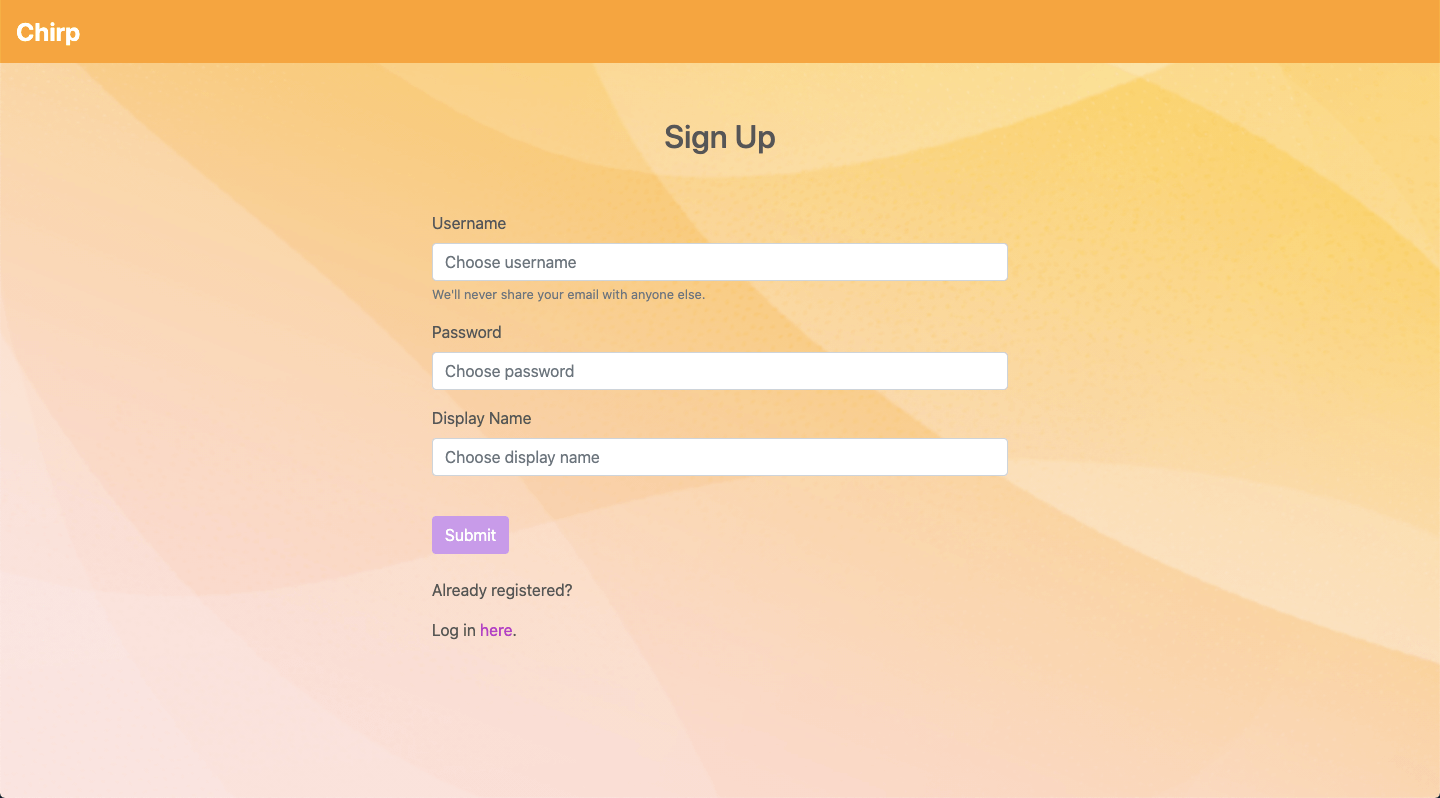 Chirp
Sign Up
Username
Choose username
We'll never share your email with anyone else.
Password
Choose password
Display Name
Choose display name
Submit
Already registered?
Log in here.